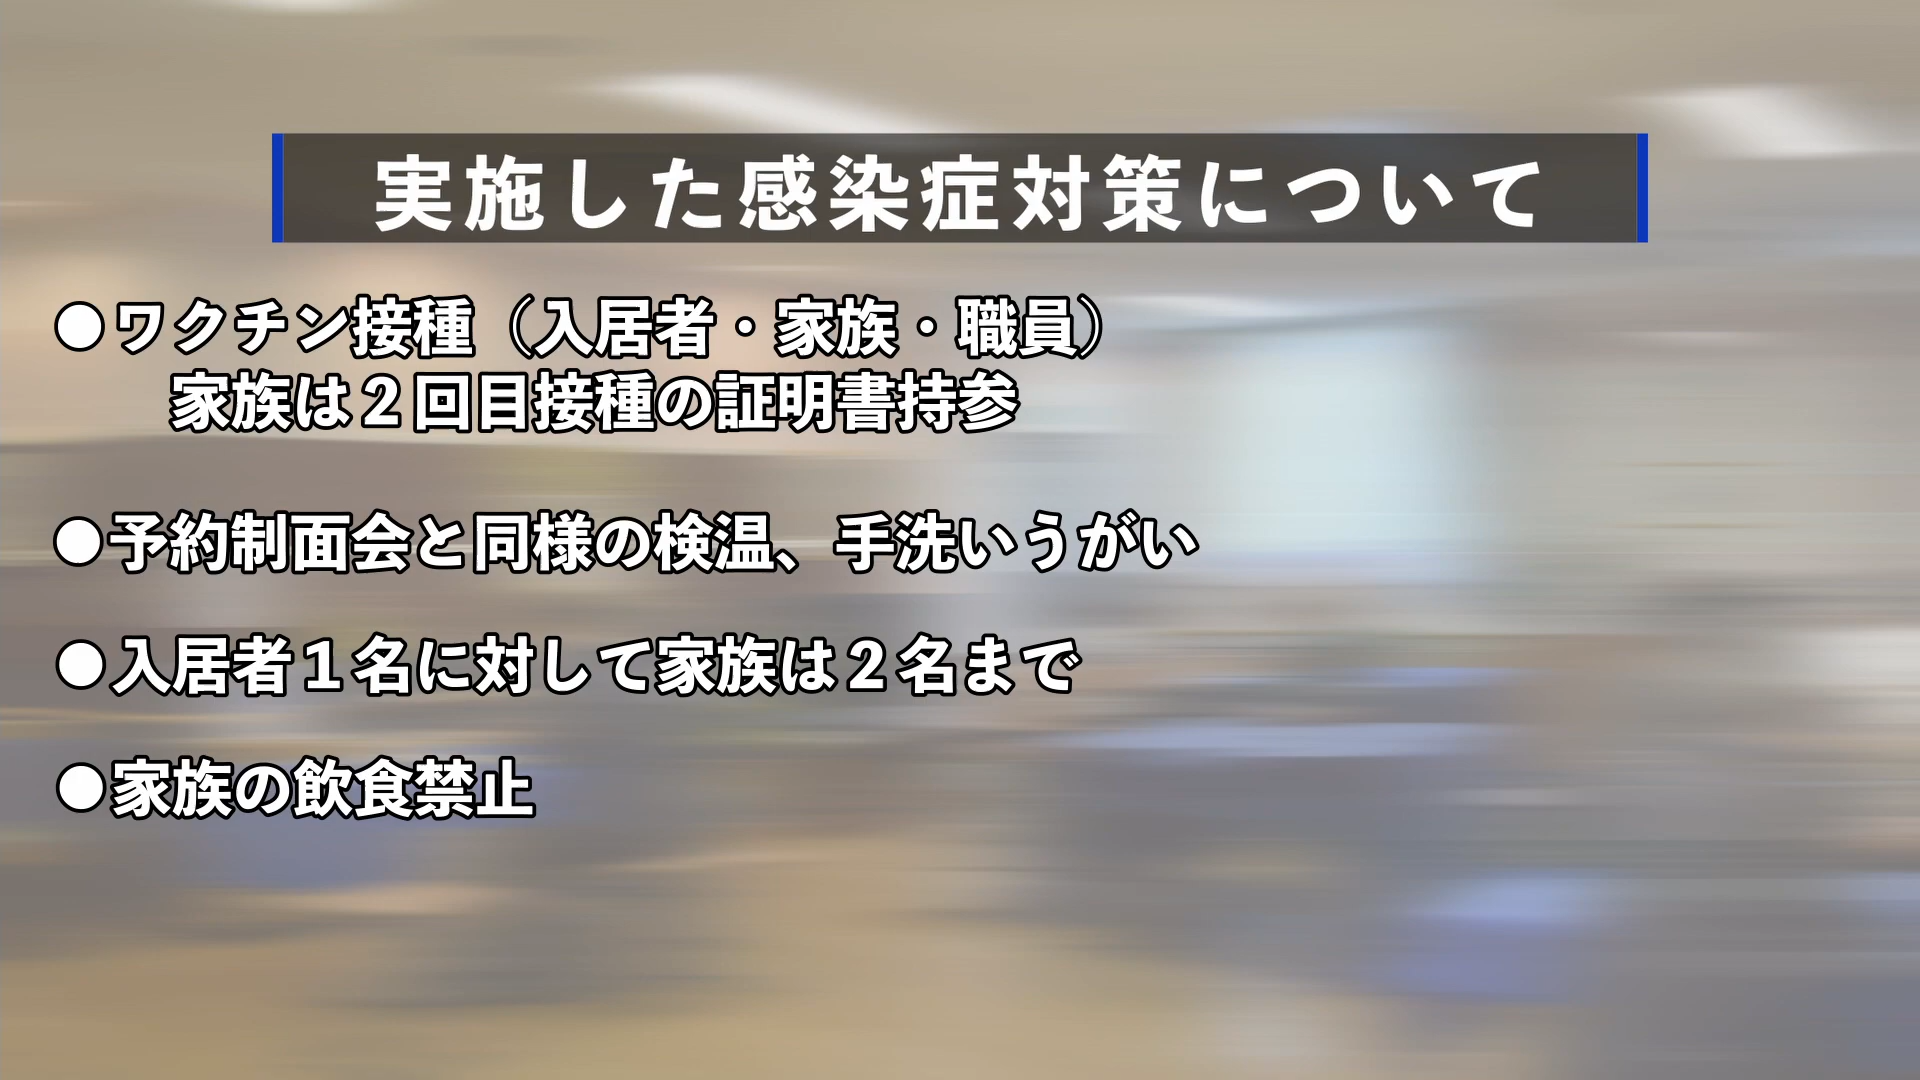 実施した感染症対策について
●ワクチン接種（入居者・家族・職員）
家族は２回目接種の証明書持参
●予約制面会と同様の検温、手洗いうがい
●入居者１名に対して家族は２名まで
●家族の飲食禁止